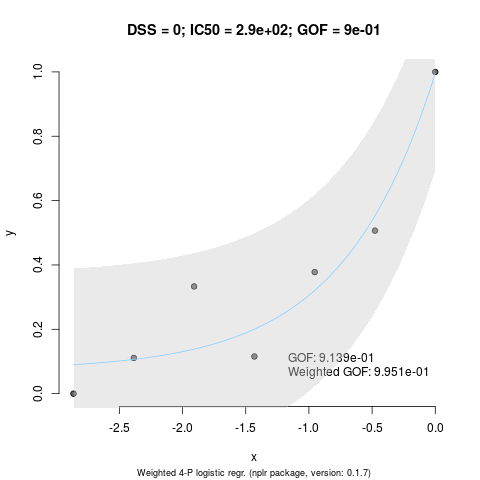 DSS = 0; IC50 = 2.9e+02; GOF = 9e-01
1.0
0.8
y
0.6
0.4
0.2
0.0
GOF: 9.139e-01
Weighted GOF: 9.951e-01
-2.5 -2.0 -1.5 -1.0 -0.5 0.0
x
Weighted 4-P logistic regr. (nplr package, version: 0.1.7)